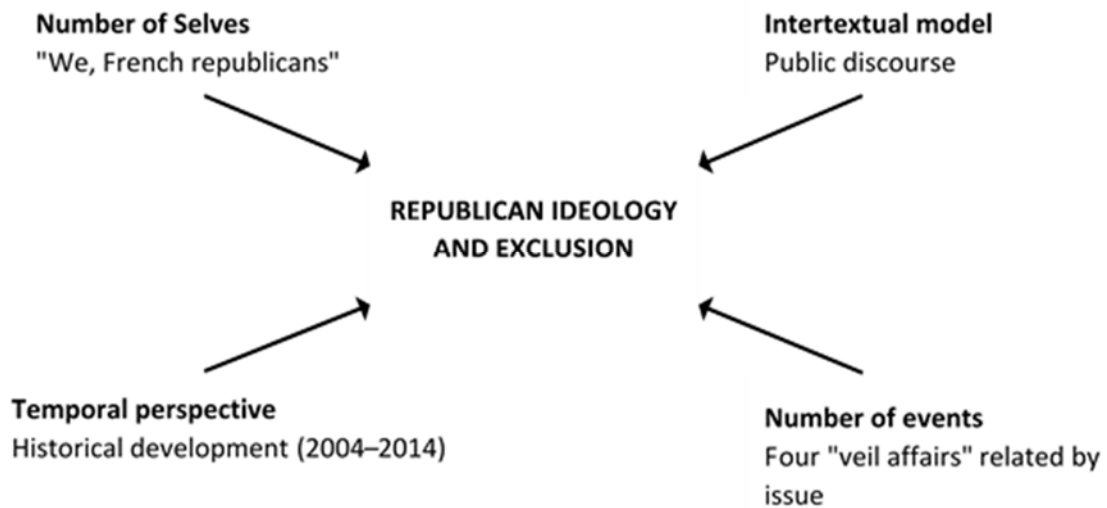 Number of Selves
"We, French republicans"
Intertextual model
Public discourse
REPUBLICAN IDEOLOGY
AND EXCLUSION
Temporal perspective
Historical development (2004–2014)
Number of events
Four "veil affairs" related by
issue